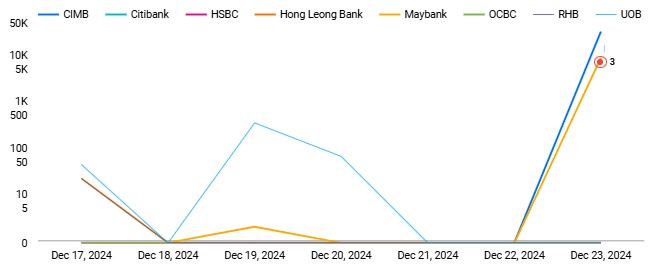 CIMB Citibank HSBC Hong Leong Bank Maybank OCBC RHB UOB
50K
10K
5K
1K
500
100
50
10
5
0
3
Dec 17, 2024 Dec 18, 2024 Dec 19, 2024 Dec 20, 2024 Dec 21, 2024 Dec 22, 2024 Dec 23, 2024